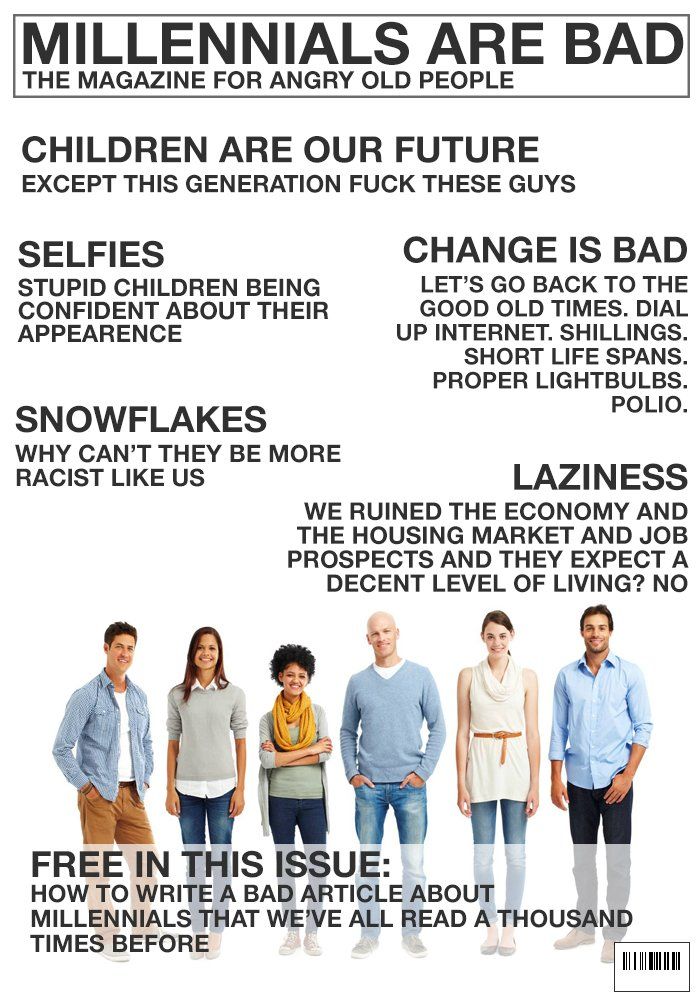 MILLENNIALS ARE BAD
THE MAGAZINE FOR ANGRY OLD PEOPLE
CHILDREN ARE OUR FUTURE
EXCEPT THIS GENERATION FUCK THESE GUYS
SELFIES
STUPID CHILDREN BEING
CONFIDENT ABOUT THEIR
APPEARENCE
CHANGE IS BAD
LET'S GO BACK TO THE
GOOD OLD TIMES. DIAL
UP INTERNET. SHILLINGS.
SHORT LIFE SPANS.
PROPER LIGHTBULBS.
POLIO.
SNOWFLAKES
WHY CAN'T THEY BE MORE
RACIST LIKE US
LAZINESS
WE RUINED THE ECONOMY AND
THE HOUSING MARKET AND JOB
PROSPECTS AND THEY EXPECT A
DECENT LEVEL OF LIVING? NO
FREE IN THIS ISSUE:
HOW TO WRITE A BAD ARTICLE ABOUT
MILLENNIALS THAT WE'VE ALL READ A THOUSAND
TIMES BEFORE